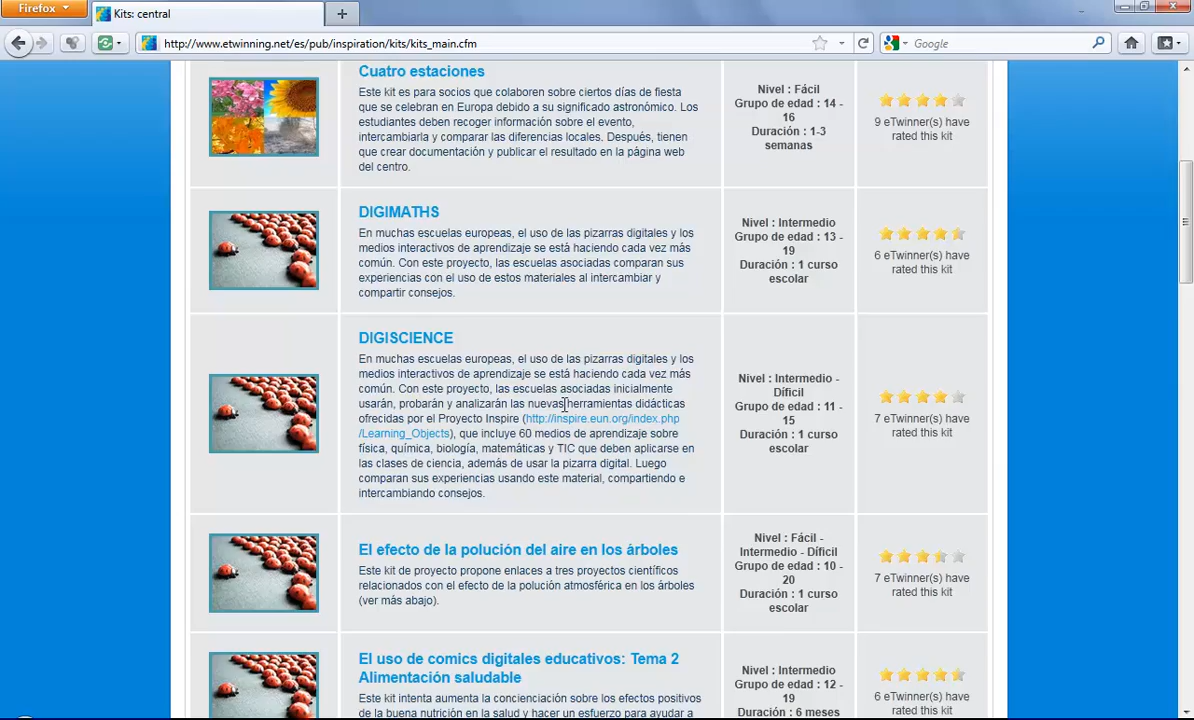 Firefox
Kits: central
http://www.etwinning.net/es/pub/inspiration/kits/kits_main.cfm
Google
Cuatro estaciones
Este kit es para socios que colaboren sobre ciertos días de fiesta
que se celebran en Europa debido a su significado astronómico. Los
estudiantes deben recoger información sobre el evento,
intercambiarla y comparar las diferencias locales. Después, tienen
que crear documentación y publicar el resultado en la página web
del centro.
Nivel : Fácil
Grupo de edad : 14 -
16
Duración : 1-3
semanas
9 eTwinner(s) have
rated this kit
DIGIMATHS
En muchas escuelas europeas, el uso de las pizarras digitales y los
medios interactivos de aprendizaje se está haciendo cada vez más
común. Con este proyecto, las escuelas asociadas comparan sus
experiencias con el uso de estos materiales al intercambiar y
compartir consejos.
Nivel : Intermedio
Grupo de edad : 13 -
19
Duración : 1 curso
escolar
6 eTwinner(s) have
rated this kit
DIGISCIENCE
En muchas escuelas europeas, el uso de las pizarras digitales y los
medios interactivos de aprendizaje se está haciendo cada vez más
común. Con este proyecto, las escuelas asociadas inicialmente
usarán, probarán y analizarán las nuevas herramientas didácticas
ofrecidas por el Proyecto Inspire (http://inspire.eun.org/index.php
/Learning_Objects), que incluye 60 medios de aprendizaje sobre
física, química, biología, matemáticas y TIC que deben aplicarse en
las clases de ciencia, además de usar la pizarra digital. Luego
comparan sus experiencias usando este material, compartiendo e
intercambiando consejos.
Nivel : Intermedio -
Difícil
Grupo de edad : 11 -
15
Duración : 1 curso
escolar
7 eTwinner(s) have
rated this kit
El efecto de la polución del aire en los árboles
Este kit de proyecto propone enlaces a tres proyectos científicos
relacionados con el efecto de la polución atmosférica en los árboles
(ver más abajo).
Nivel : Fácil -
Intermedio - Difícil
Grupo de edad : 10 -
20
Duración : 1 curso
escolar
7 eTwinner(s) have
rated this kit
El uso de comics digitales educativos: Tema 2
Alimentación saludable
Este kit intenta aumenta la concienciación sobre los efectos positivos
de la buena nutrición en la salud y hacer un esfuerzo para ayudar a
Nivel : Intermedio
Grupo de edad : 12 -
19
Duración : 6 meses
6 eTwinner(s) have
rated this kit